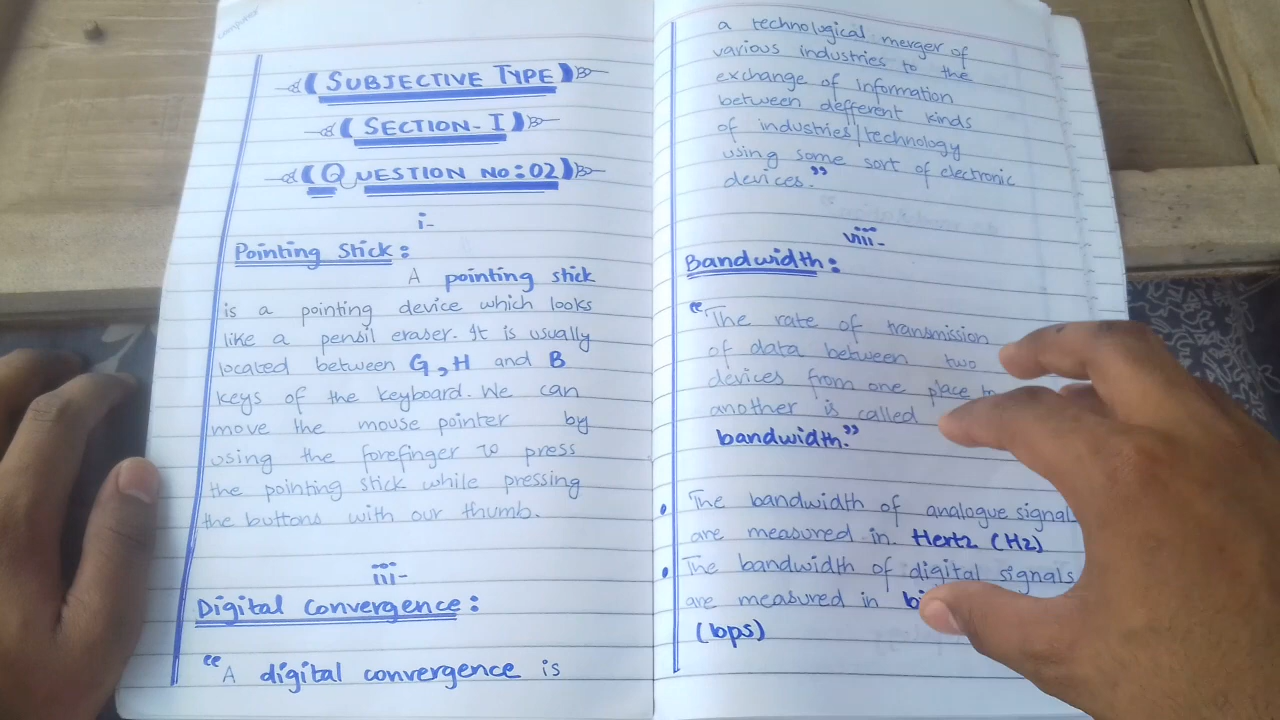 computer
SUBJECTIVE TYPE
SECTION-I
QUESTION NO:02
i-
Pointing Stick:
A pointing stick
is a pointing device which looks
like a pensil eraser. It is usually
located between G, H and B
keys of the keyboard. We can
move the mouse pointer by
using the forefinger to press
the pointing stick while pressing
the buttons with our thumb.
iii-
Digital Convergence:
"A digital convergence is
a technological merger of
various industries to the
exchange of information
between defferent kinds
of industries/technology
using some sort of electronic
devices."
viii-
Bandwidth:
"The rate of transmission
of data between two
devices from one place to
another is called
bandwidth."
• The bandwidth of analogue signal
are measured in Hertz (Hz)
• The bandwidth of digital signals
are measured in
(bps)